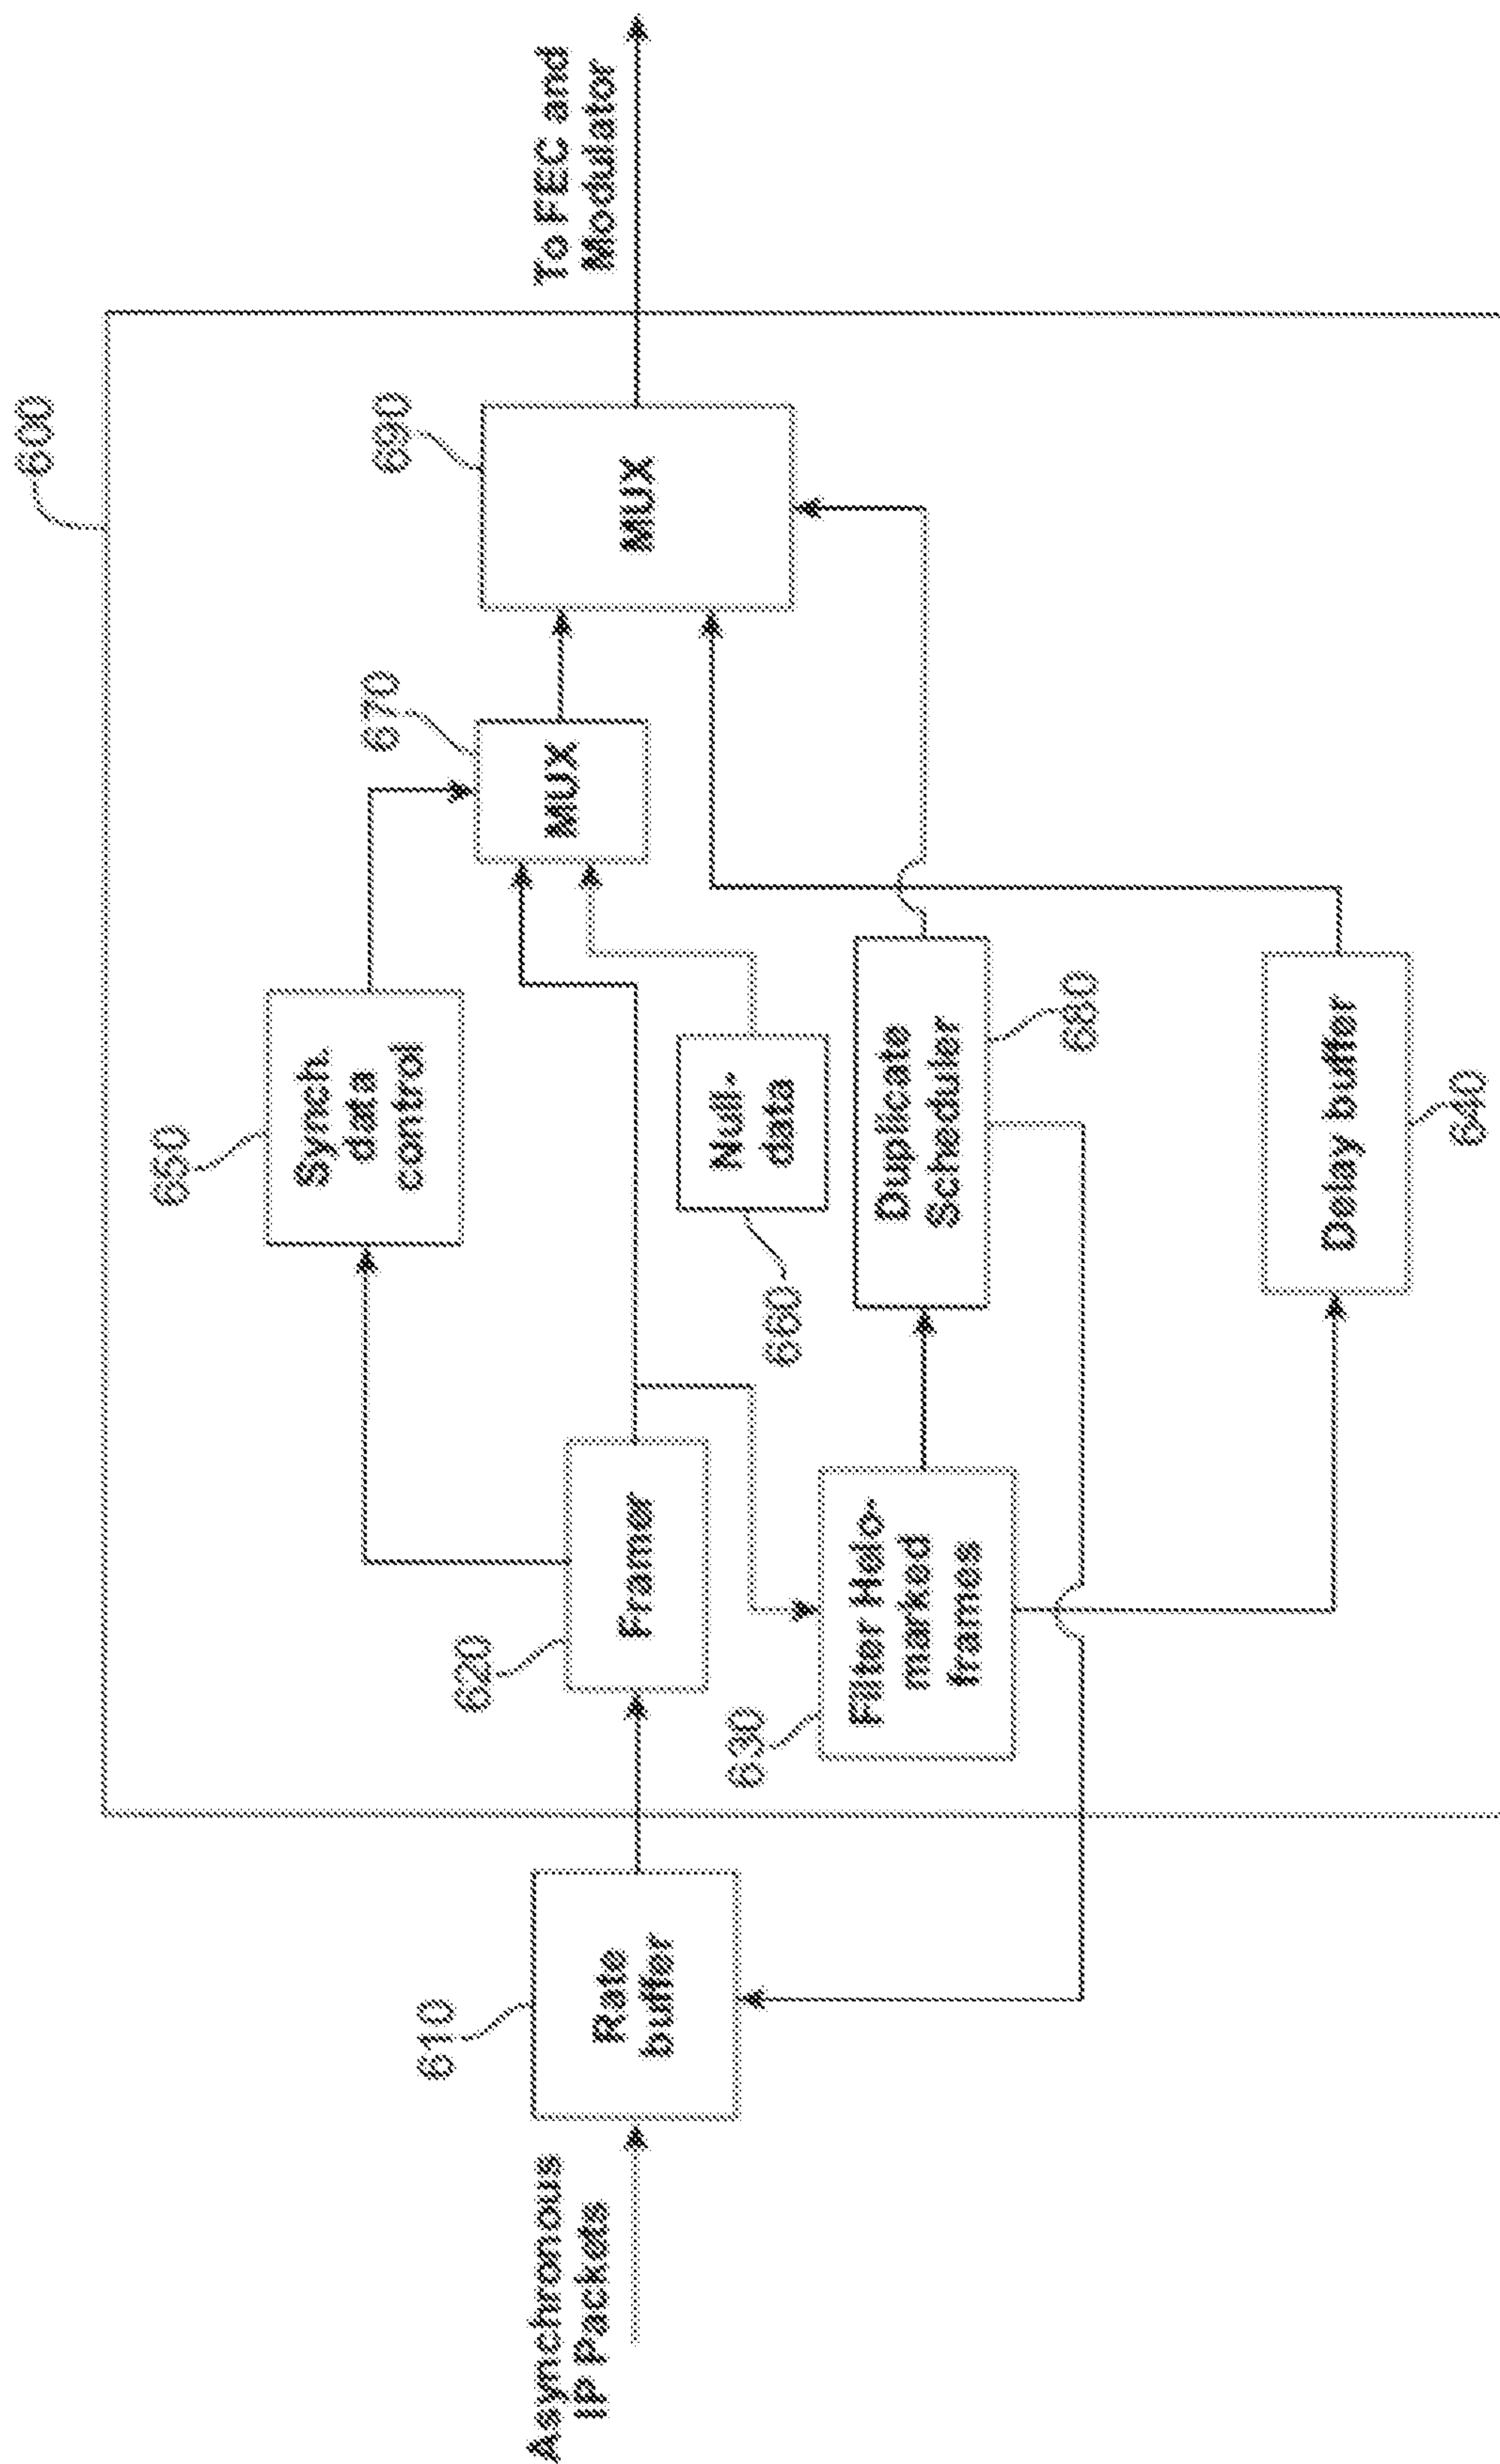 600
To FEC and
Modulator
690
MUX
670
MUX
650
Synch.
data
control
Null-
data
660
Duplicate
Scheduler
680
Delay buffer
640
620
Framer
630
Filter Helo-
marked
frames
610
Rate
buffer
Asynchronous
IP Packets